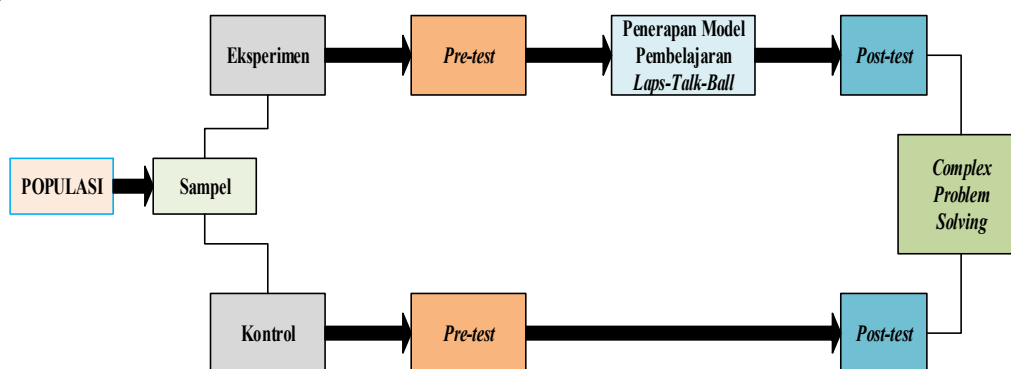 Eksperimen
Pre-test
Penerapan Model
Pembelajaran
Laps-Talk-Ball
Post-test
POPULASI
Sampel
Complex
Problem
Solving
Kontrol
Pre-test
Post-test